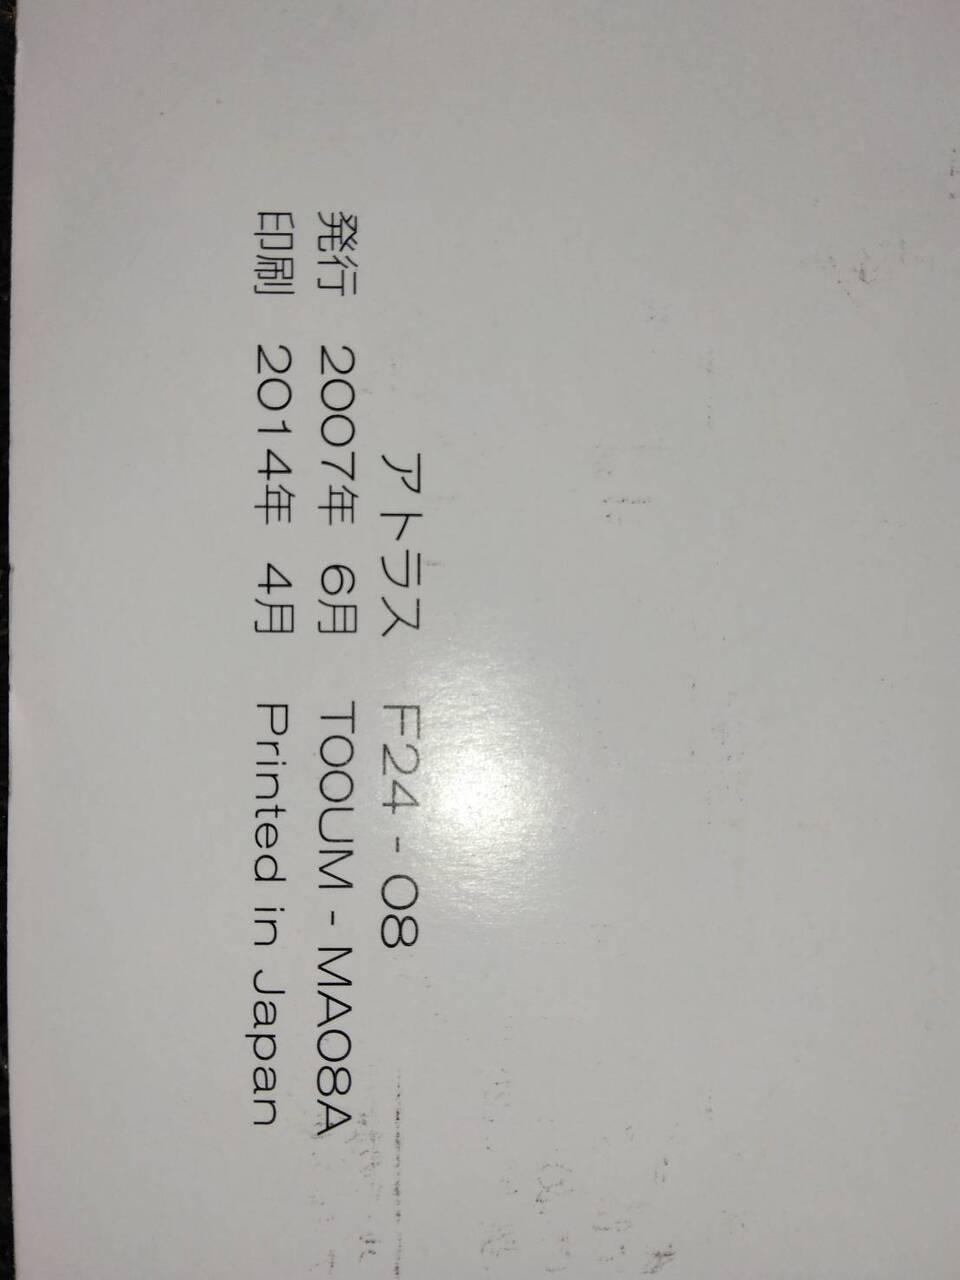 アトラス F24-08
発行 2007年 6月 T00UM-MA08A
印刷 2014年 4月 Printed in Japan